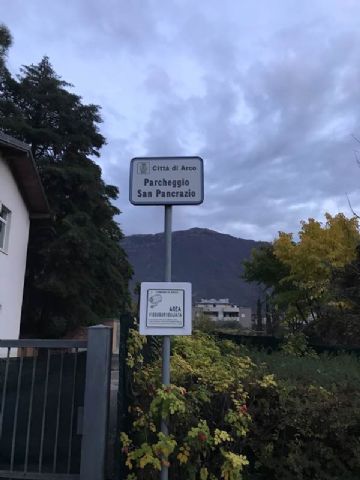 Città di Arco
Parcheggio
San Pancrazio
AREA
VIDEOSORVEGLIATA